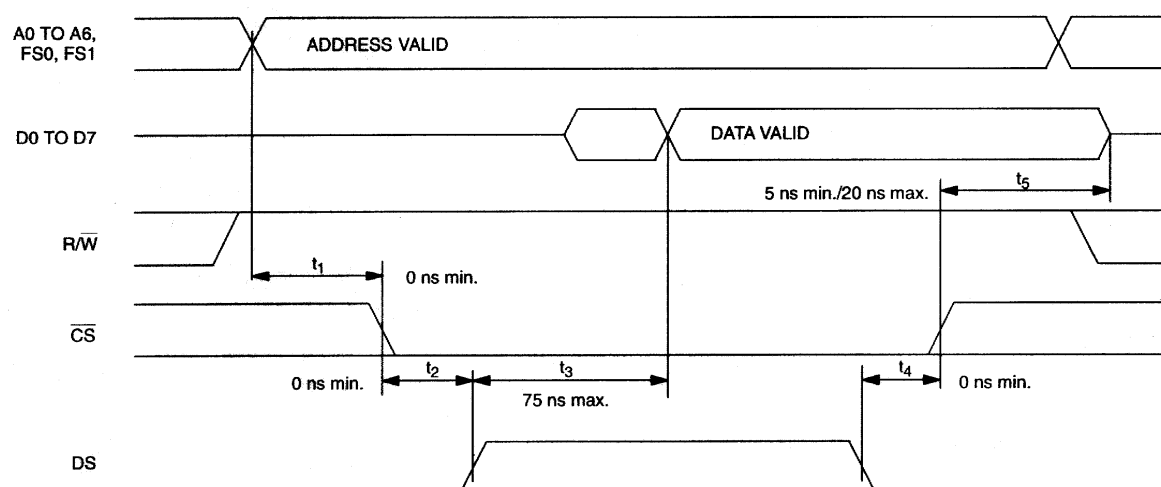 A0 TO A6,
FS0, FS1
ADDRESS VALID
D0 TO D7
DATA VALID
5 ns min./20 ns max.
t5
R/W̅
t1
0 ns min.
C̅S̅
0 ns min.
t2
t3
75 ns max.
t4
0 ns min.
DS